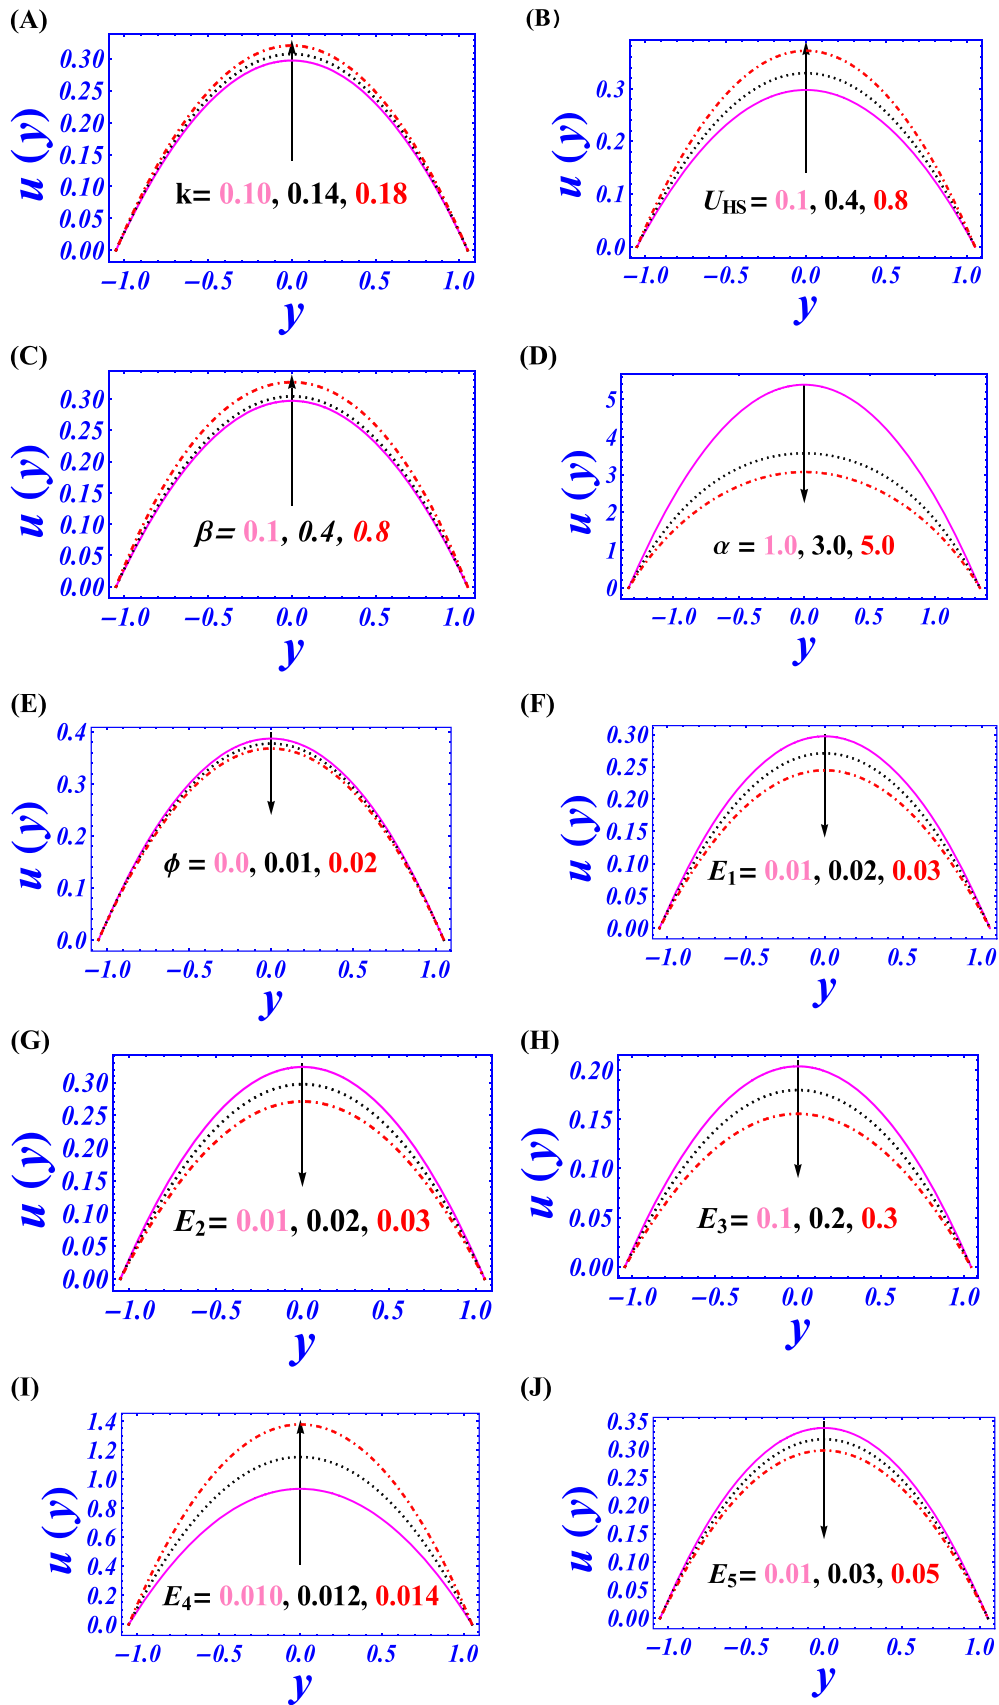 (A)
u (y)
0.30
0.25
0.20
0.15
0.10
0.05
0.00
k= 0.10, 0.14, 0.18
−1.0 −0.5 0.0 0.5 1.0
y
(B)
u (y)
0.3
0.2
0.1
0.0
U_HS = 0.1, 0.4, 0.8
−1.0 −0.5 0.0 0.5 1.0
y
(C)
u (y)
0.30
0.25
0.20
0.15
0.10
0.05
0.00
β= 0.1, 0.4, 0.8
−1.0 −0.5 0.0 0.5 1.0
y
(D)
u (y)
5
4
3
2
1
0
α = 1.0, 3.0, 5.0
−1.0 −0.5 0.0 0.5 1.0
y
(E)
u (y)
0.4
0.3
0.2
0.1
0.0
ϕ = 0.0, 0.01, 0.02
−1.0 −0.5 0.0 0.5 1.0
y
(F)
u (y)
0.30
0.25
0.20
0.15
0.10
0.05
0.00
E₁= 0.01, 0.02, 0.03
−1.0 −0.5 0.0 0.5 1.0
y
(G)
u (y)
0.30
0.25
0.20
0.15
0.10
0.05
0.00
E₂= 0.01, 0.02, 0.03
−1.0 −0.5 0.0 0.5 1.0
y
(H)
u (y)
0.20
0.15
0.10
0.05
0.00
E₃= 0.1, 0.2, 0.3
−1.0 −0.5 0.0 0.5 1.0
y
(I)
u (y)
1.4
1.2
1.0
0.8
0.6
0.4
0.2
0.0
E₄= 0.010, 0.012, 0.014
−1.0 −0.5 0.0 0.5 1.0
y
(J)
u (y)
0.35
0.30
0.25
0.20
0.15
0.10
0.05
0.00
E₅= 0.01, 0.03, 0.05
−1.0 −0.5 0.0 0.5 1.0
y